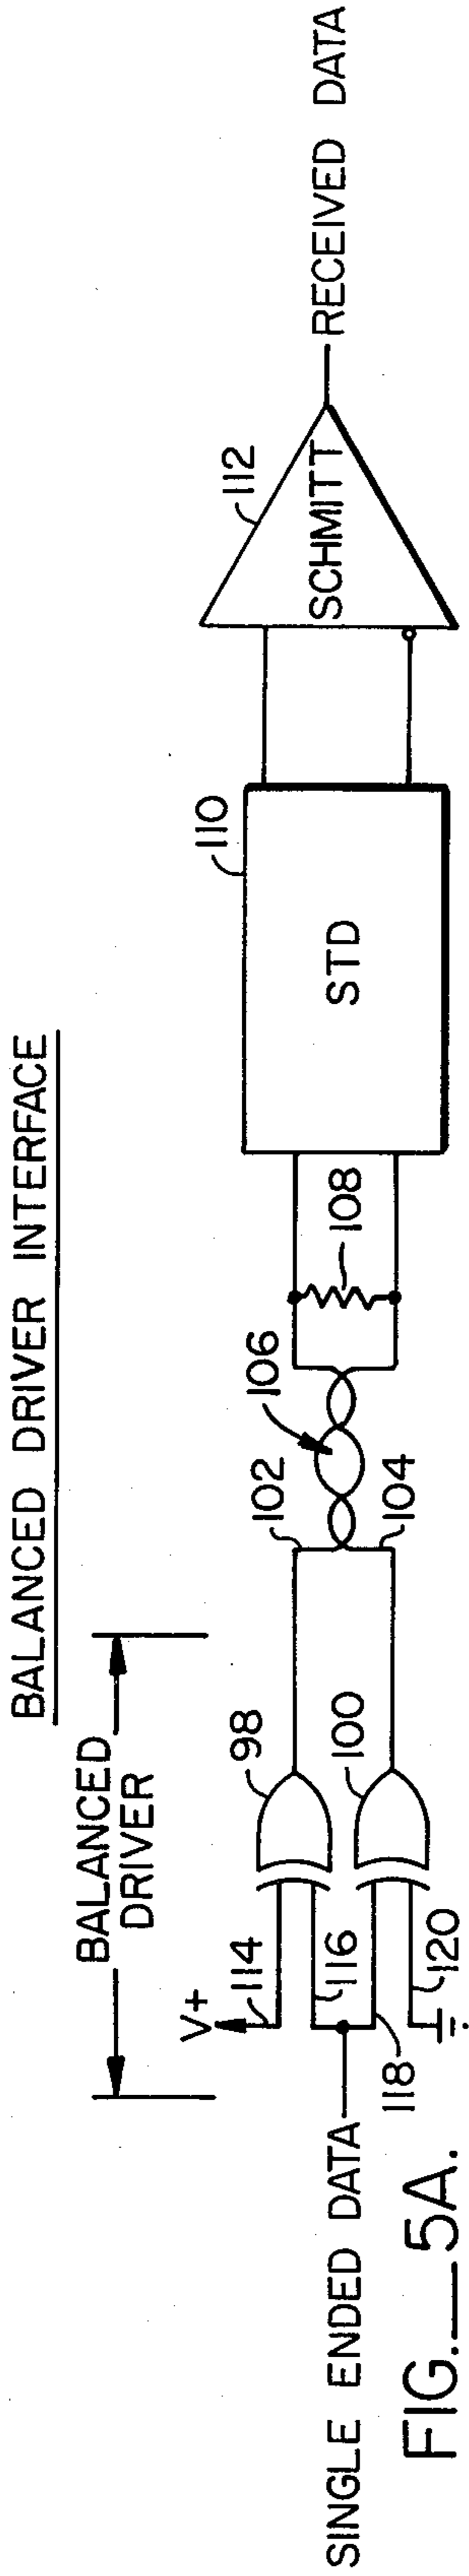 BALANCED DRIVER INTERFACE
BALANCED
DRIVER
V+
114
98
102
106
110
112
SINGLE ENDED DATA
116
108
STD
SCHMITT
RECEIVED DATA
118
120
100
104
FIG.__5A.